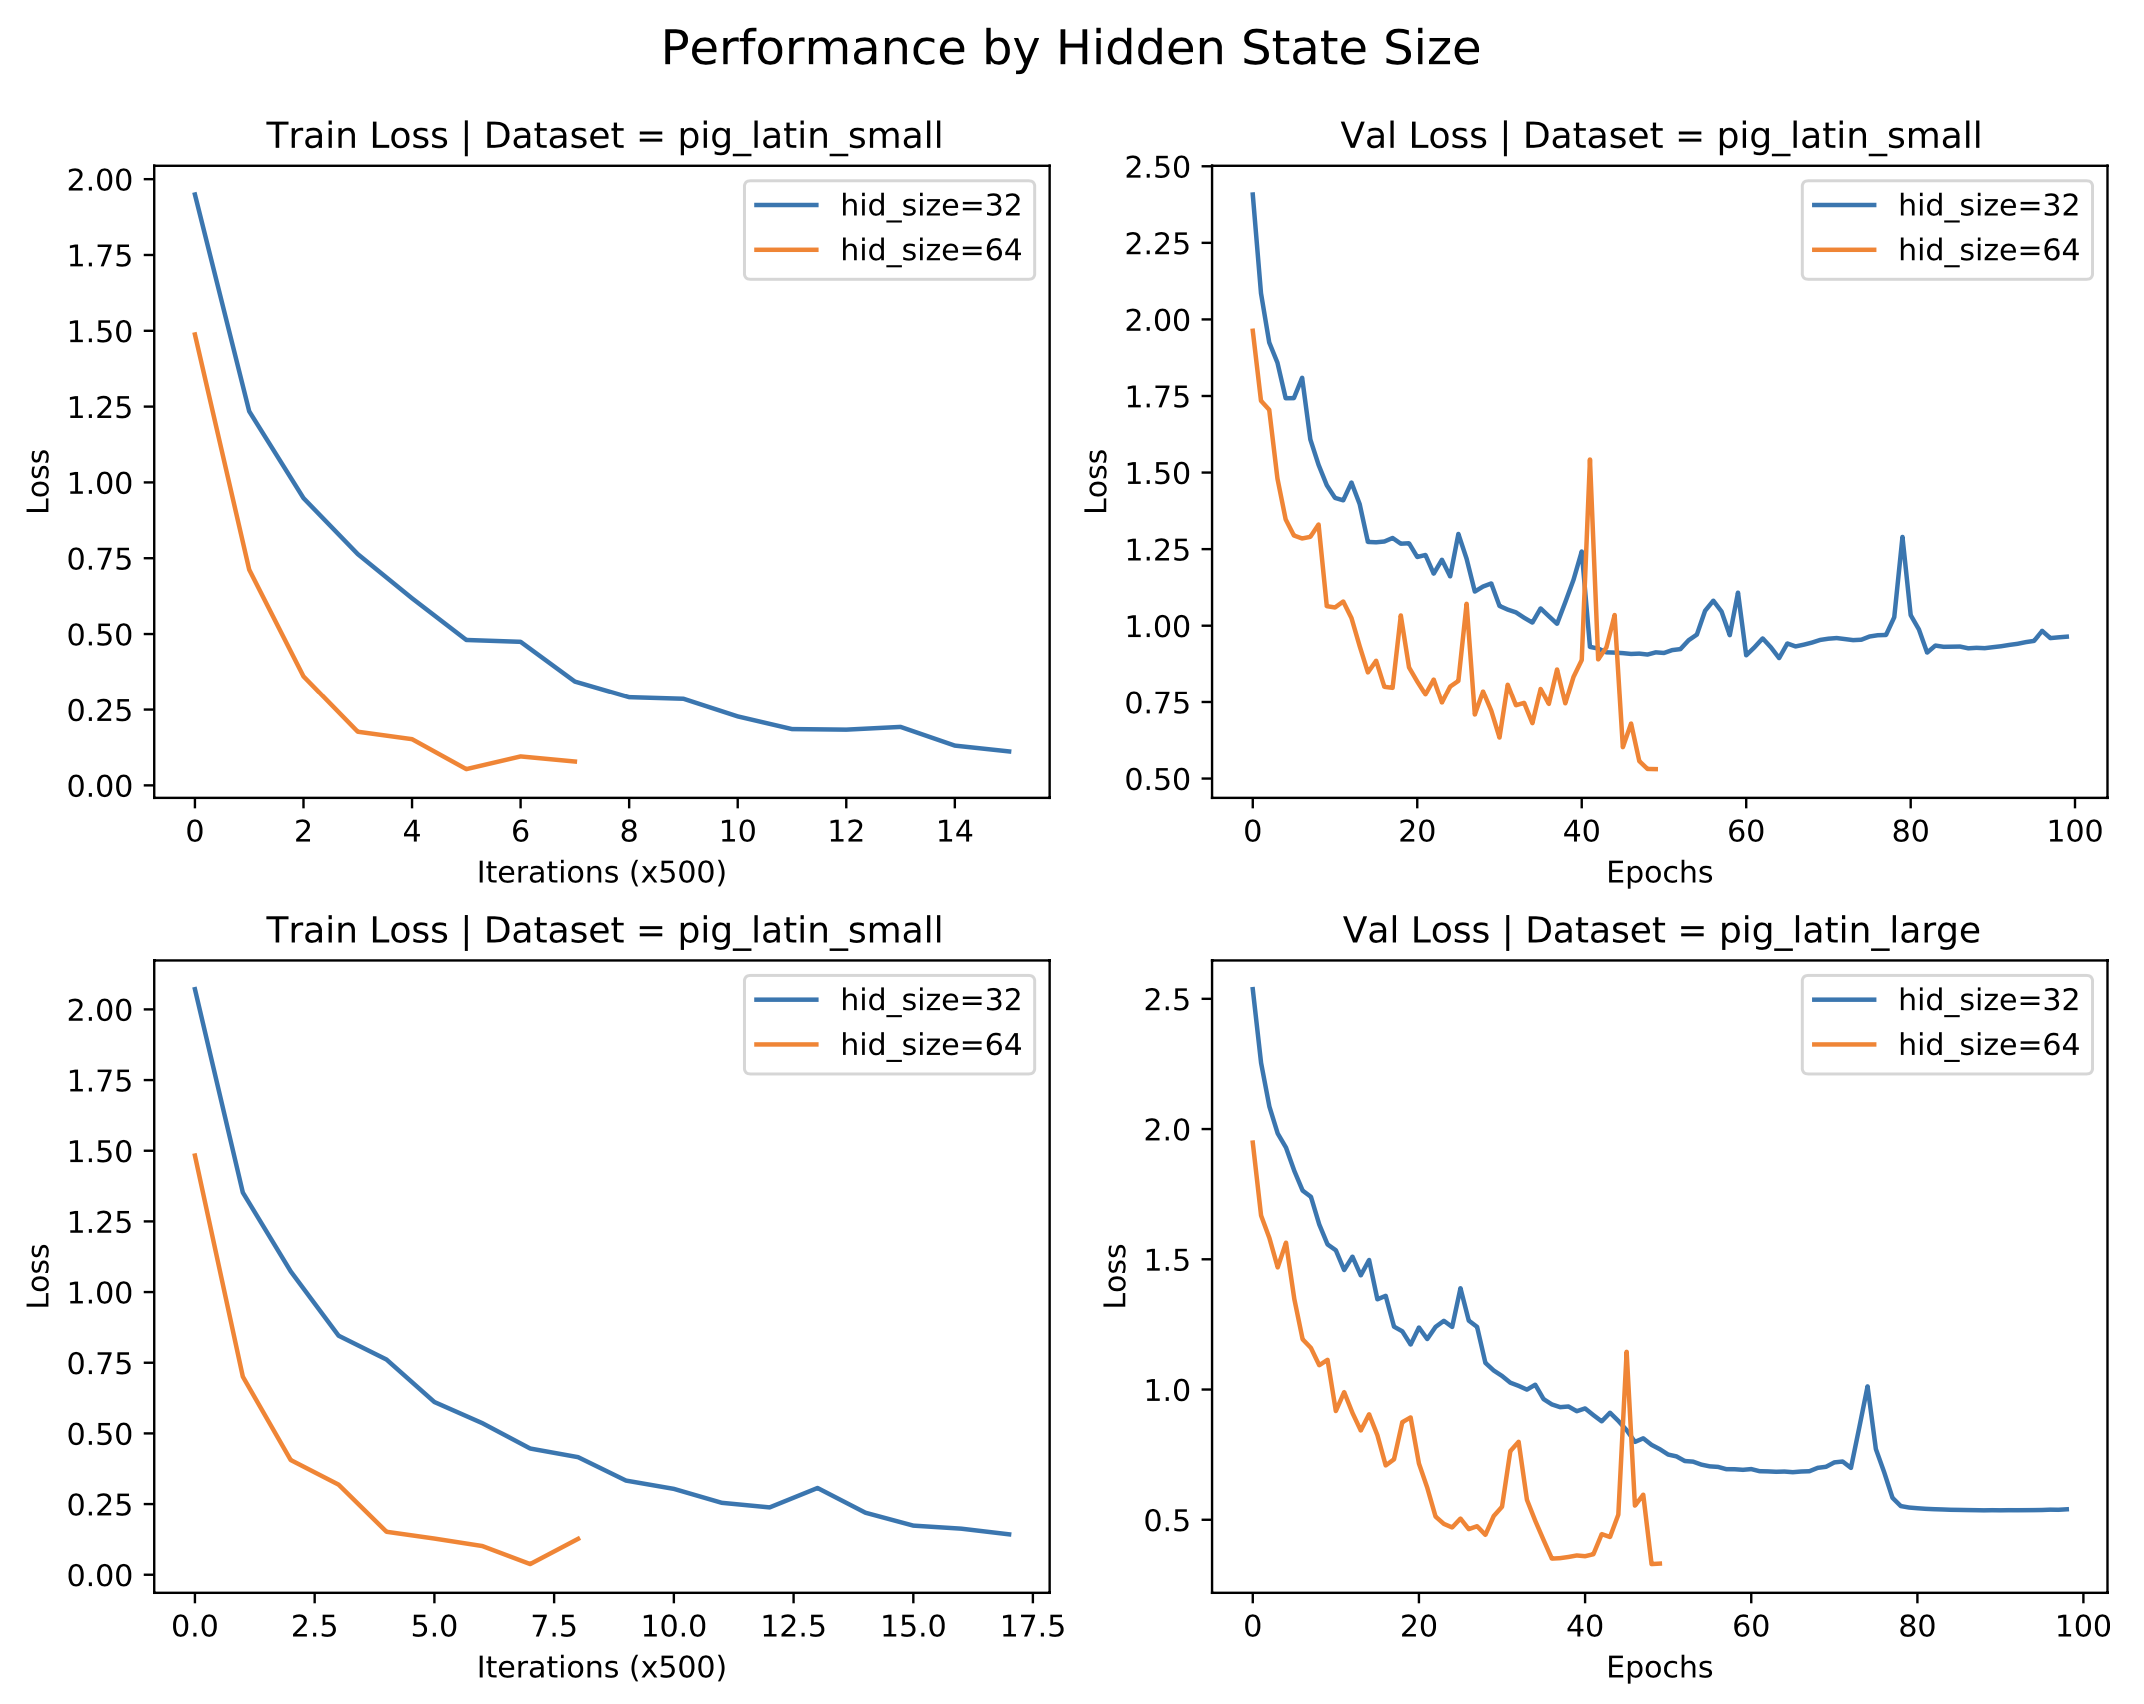 Performance by Hidden State Size
Train Loss | Dataset = pig_latin_small
2.00
1.75
1.50
1.25
1.00
0.75
0.50
0.25
0.00
Loss
hid_size=32
hid_size=64
0 2 4 6 8 10 12 14
Iterations (x500)
Val Loss | Dataset = pig_latin_small
2.50
2.25
2.00
1.75
1.50
1.25
1.00
0.75
0.50
Loss
hid_size=32
hid_size=64
0 20 40 60 80 100
Epochs
Train Loss | Dataset = pig_latin_small
2.00
1.75
1.50
1.25
1.00
0.75
0.50
0.25
0.00
Loss
hid_size=32
hid_size=64
0.0 2.5 5.0 7.5 10.0 12.5 15.0 17.5
Iterations (x500)
Val Loss | Dataset = pig_latin_large
2.5
2.0
1.5
1.0
0.5
Loss
hid_size=32
hid_size=64
0 20 40 60 80 100
Epochs